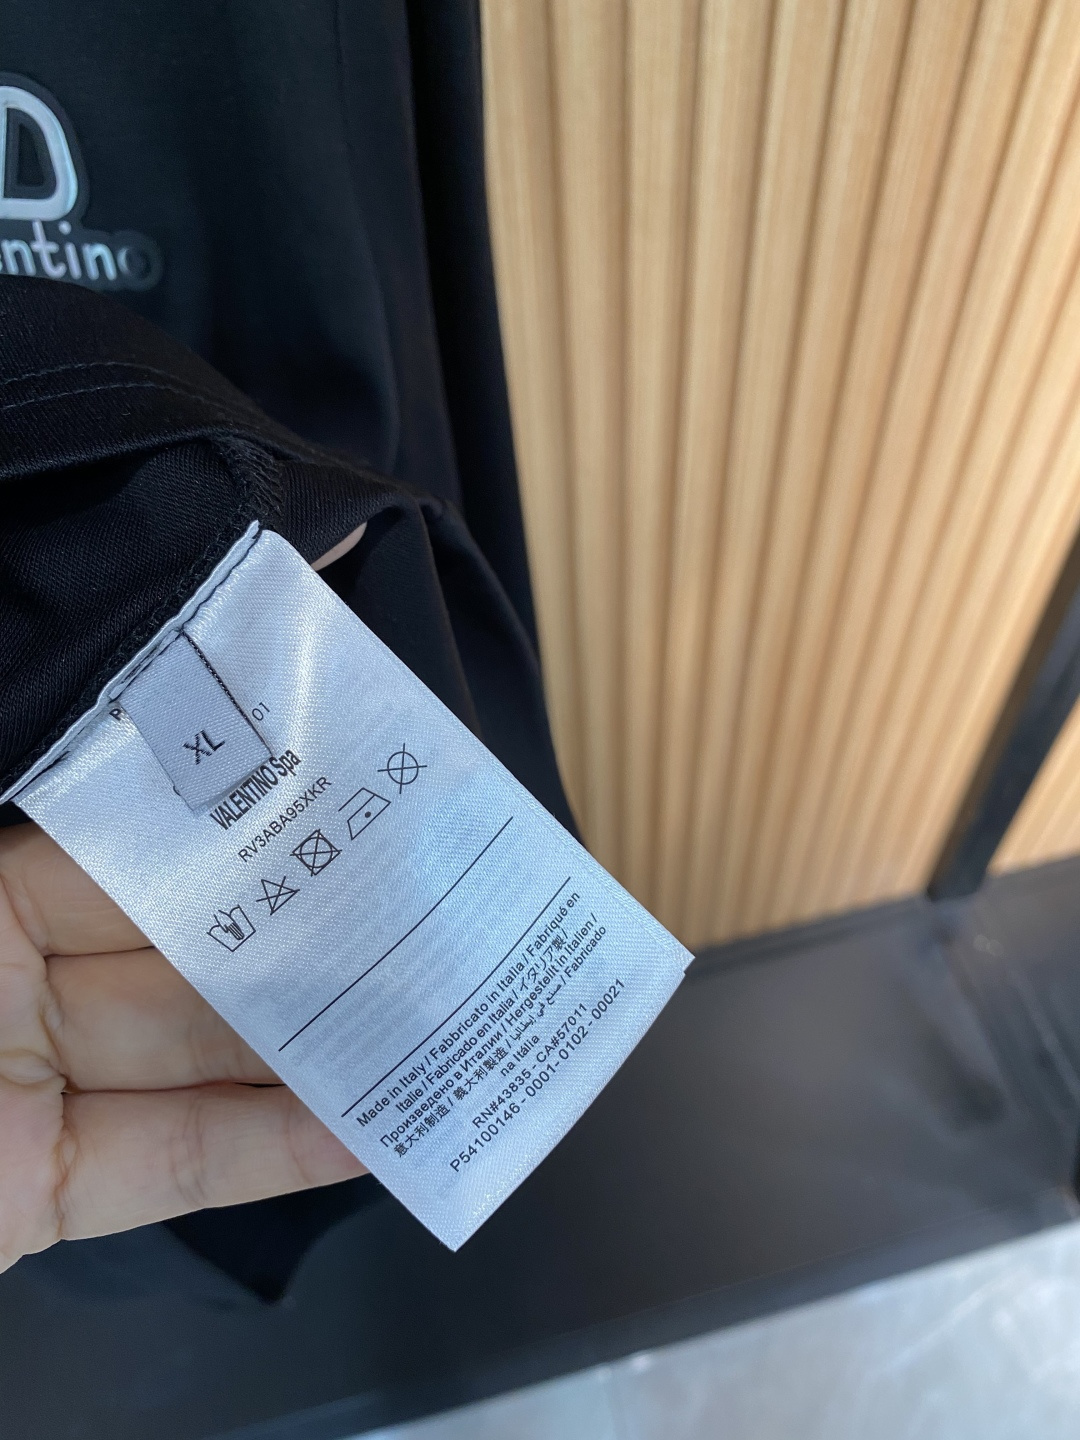 D
entino
P
01
XL
VALENTINO Spa
RV3ABA95XKR
Made in Italy / Fabbricato in Italia / Fabriqué en
Italie / Fabricado en Italia / イタリア製 /
Произведено в Италии / Hergestellt in Italien /
意大利制造 / 義大利製造 / صنع في إيطاليا / Fabricado
na Itália
RN#43835 - CA#57011
P54100146 - 0001 - 0102 - 00021